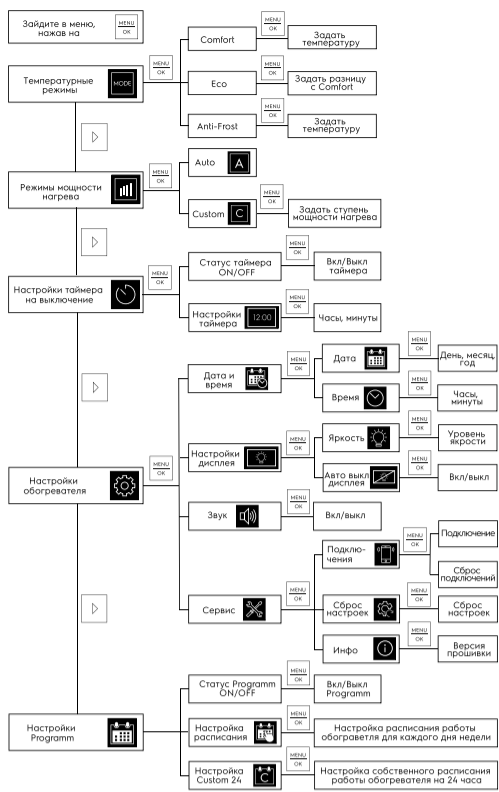 Зайдите в меню,
нажав на
MENU
OK
Температурные
режимы
MODE
MENU
OK
Comfort
MENU
OK
Задать
температуру
Eco
MENU
OK
Задать разницу
с Comfort
Anti-Frost
MENU
OK
Задать
температуру
Режимы мощности
нагрева
MENU
OK
Auto
A
Custom
C
MENU
OK
Задать ступень
мощности нагрева
Настройки таймера
на выключение
MENU
OK
Статус таймера
ON/OFF
MENU
OK
Вкл/Выкл
таймера
Настройки
таймера
12:00
MENU
OK
Часы, минуты
Настройки
обогревателя
MENU
OK
Дата и
время
MENU
OK
Дата
MENU
OK
День, месяц,
год
Время
MENU
OK
Часы,
минуты
Настройки
дисплея
MENU
OK
Яркость
MENU
OK
Уровень
якрости
Авто выкл
дисплея
MENU
OK
Вкл/выкл
Звук
MENU
OK
Вкл/выкл
Сервис
MENU
OK
Подклю-
чения
MENU
OK
Подключение
Сброс
подключений
Сброс
настроек
MENU
OK
Сброс
настроек
Инфо
MENU
OK
Версия
прошивки
Настройки
Programm
MENU
OK
Статус Programm
ON/OFF
MENU
OK
Вкл/Выкл
Programm
Настройка
расписания
MENU
OK
Настройка расписания работы
обограветля для каждого дня недели
Настройка
Custom 24
C
MENU
OK
Настройка собственного расписания
работы обогревателя на 24 часа